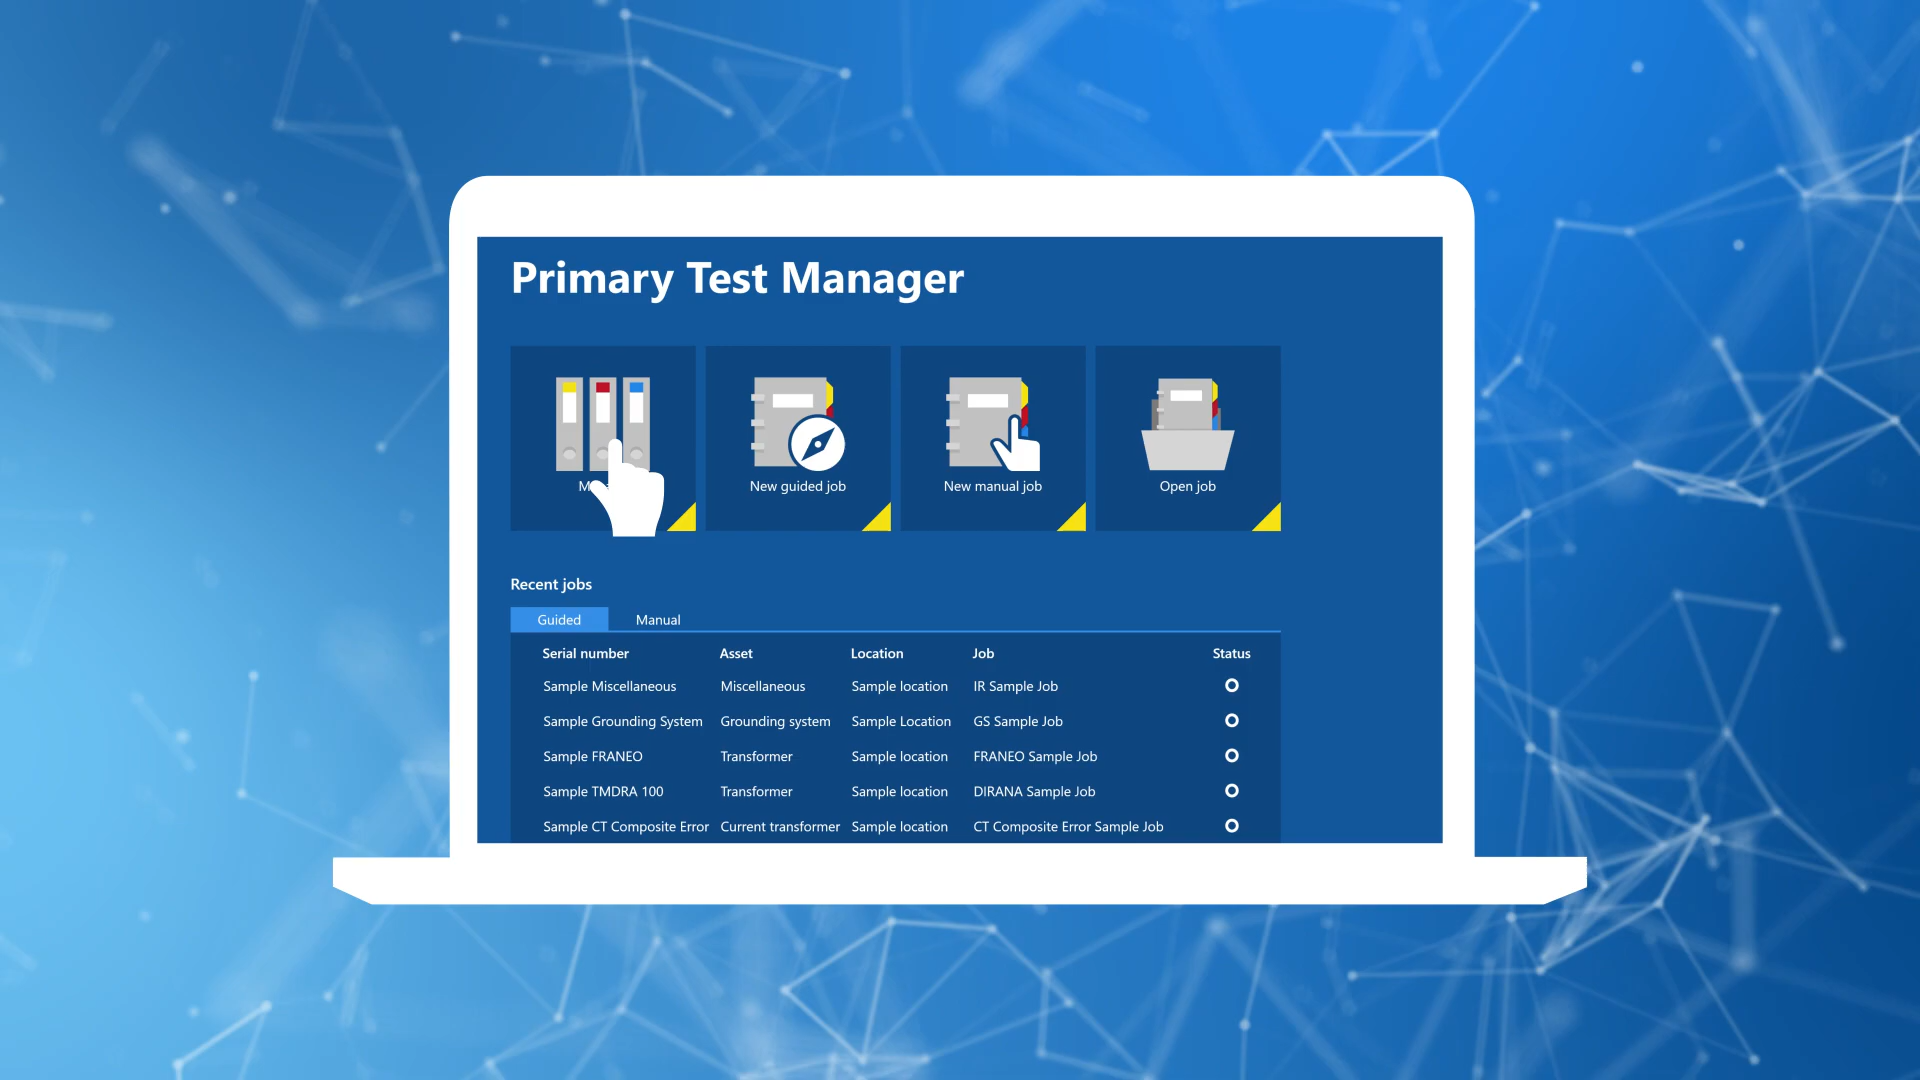 Primary Test Manager
New guided job
New manual job
Open job
Recent jobs
Guided Manual
Serial number Asset Location Job Status
Sample Miscellaneous Miscellaneous Sample location IR Sample Job
Sample Grounding System Grounding system Sample Location GS Sample Job
Sample FRANEO Transformer Sample location FRANEO Sample Job
Sample TMDRA 100 Transformer Sample location DIRANA Sample Job
Sample CT Composite Error Current transformer Sample location CT Composite Error Sample Job